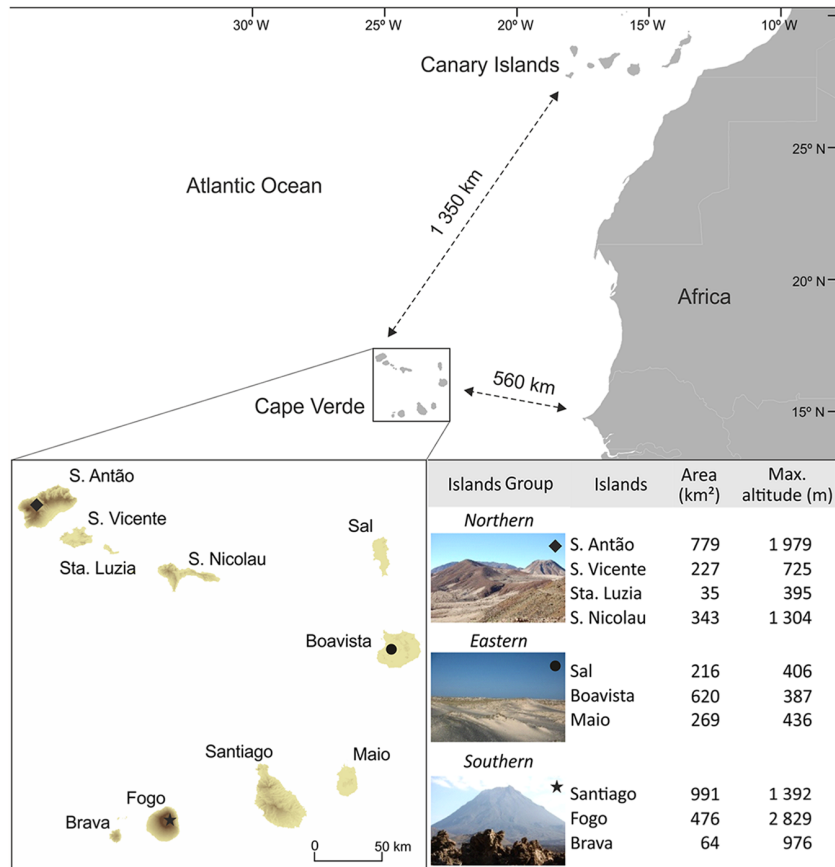 30º W 25º W 20º W 15º W 10º W
Canary Islands
25º N
Atlantic Ocean
1 350 km
20º N
Africa
560 km
Cape Verde
15º N
S. Antão
S. Vicente
Sta. Luzia
S. Nicolau
Sal
Boavista
Santiago
Maio
Fogo
Brava
0 50 km
Islands Group Islands Area (km²) Max. altitude (m)
Northern
S. Antão 779 1 979
S. Vicente 227 725
Sta. Luzia 35 395
S. Nicolau 343 1 304
Eastern
Sal 216 406
Boavista 620 387
Maio 269 436
Southern
Santiago 991 1 392
Fogo 476 2 829
Brava 64 976